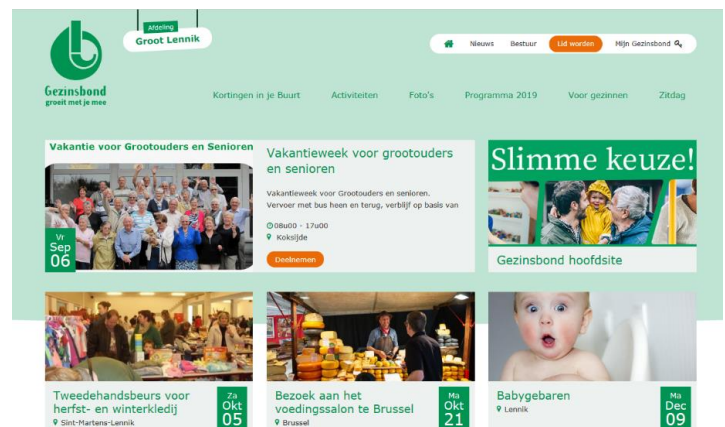 Afdeling
Groot Lennik
Nieuws Bestuur Lid worden Mijn Gezinsbond
Gezinsbond
groeit met je mee
Kortingen in je Buurt Activiteiten Foto's Programma 2019 Voor gezinnen Zitdag
Vakantie voor Grootouders en Senioren
Vr
Sep
06
Vakantieweek voor grootouders
en senioren
Vakantieweek voor Grootouders en senioren.
Vervoer met bus heen en terug, verblijf op basis van
08u00 - 17u00
Koksijde
Deelnemen
Slimme keuze!
Gezinsbond hoofdsite
Tweedehandsbeurs voor
herfst- en winterkledij
Sint-Martens-Lennik
Za
Okt
05
Bezoek aan het
voedingssalon te Brussel
Brussel
Ma
Okt
21
Babygebaren
Lennik
Ma
Dec
09